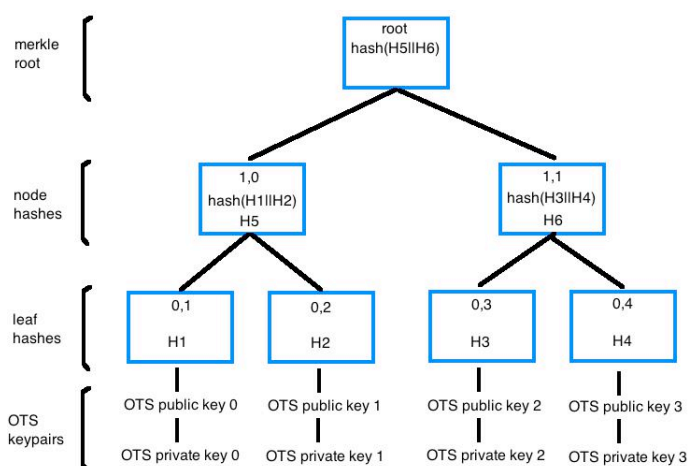 merkle
root
root
hash(H5||H6)
node
hashes
1,0
hash(H1||H2)
H5
1,1
hash(H3||H4)
H6
leaf
hashes
0,1
H1
0,2
H2
0,3
H3
0,4
H4
OTS
keypairs
OTS public key 0
OTS public key 1
OTS public key 2
OTS public key 3
OTS private key 0
OTS private key 1
OTS private key 2
OTS private key 3